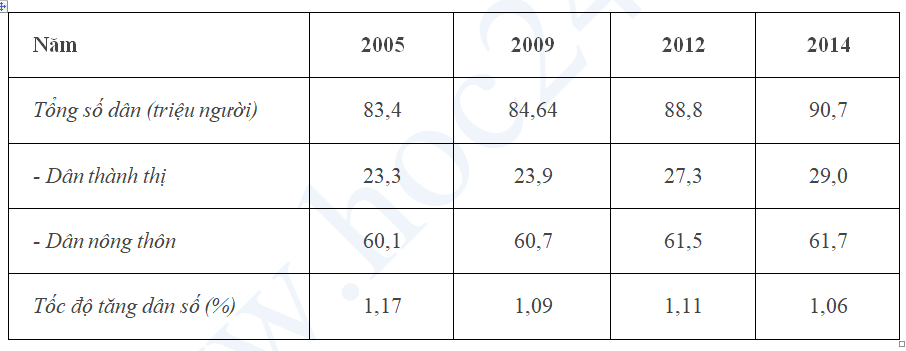 Năm 2005 2009 2012 2014
Tổng số dân (triệu người) 83,4 84,64 88,8 90,7
- Dân thành thị 23,3 23,9 27,3 29,0
- Dân nông thôn 60,1 60,7 61,5 61,7
Tốc độ tăng dân số (%) 1,17 1,09 1,11 1,06
www.hoc24